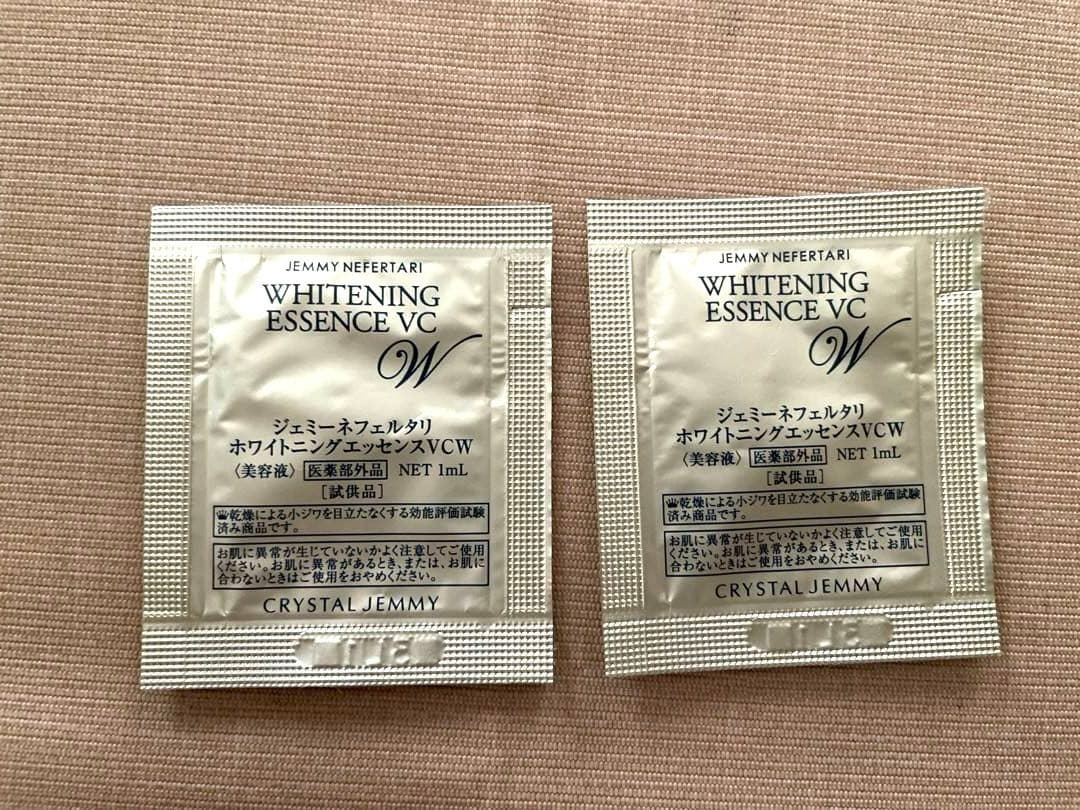 JEMMY NEFERTARI
WHITENING
ESSENCE VC
W
ジェミーネフェルタリ
ホワイトニングエッセンスVCW
〈美容液〉 医薬部外品 NET 1mL
[試供品]
乾燥による小ジワを目立たなくする効能評価試験
済み商品です。
お肌に異常が生じていないかよく注意してご使用
ください。お肌に異常があるとき、または、お肌に
合わないときはご使用をおやめください。
CRYSTAL JEMMY
JEMMY NEFERTARI
WHITENING
ESSENCE VC
W
ジェミーネフェルタリ
ホワイトニングエッセンスVCW
〈美容液〉 医薬部外品 NET 1mL
[試供品]
乾燥による小ジワを目立たなくする効能評価試験
済み商品です。
お肌に異常が生じていないかよく注意してご使用
ください。お肌に異常があるとき、または、お肌に
合わないときはご使用をおやめください。
CRYSTAL JEMMY